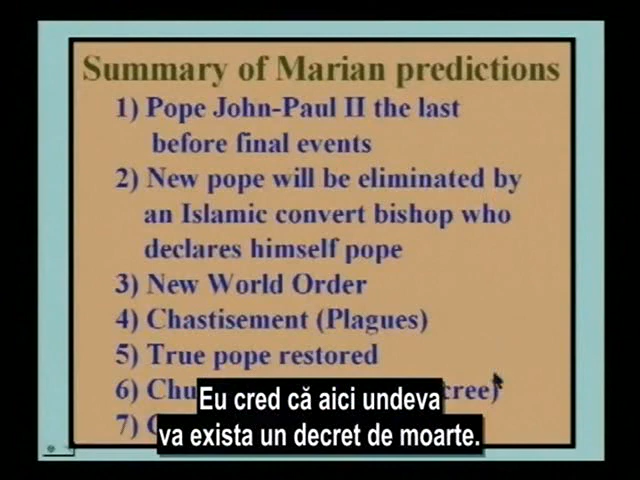 Summary of Marian predictions
1) Pope John-Paul II the last
before final events
2) New pope will be eliminated by
an Islamic convert bishop who
declares himself pope
3) New World Order
4) Chastisement (Plagues)
5) True pope restored
6)
7)
Eu cred că aici undeva
va exista un decret de moarte.